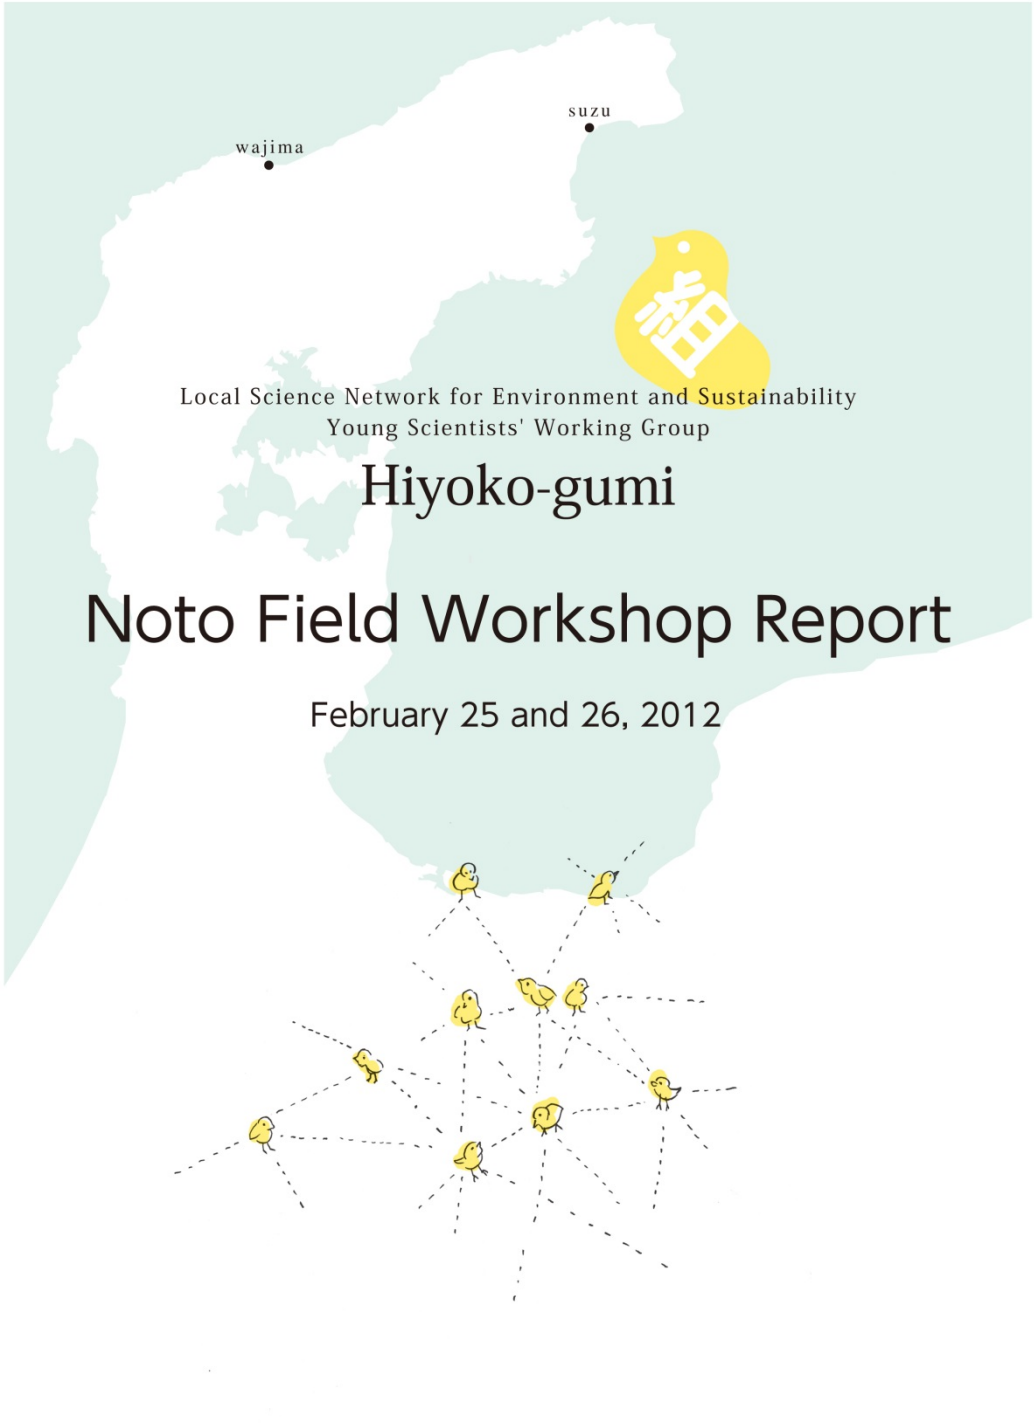 suzu
wajima
組
Local Science Network for Environment and Sustainability
Young Scientists' Working Group
Hiyoko-gumi
Noto Field Workshop Report
February 25 and 26, 2012